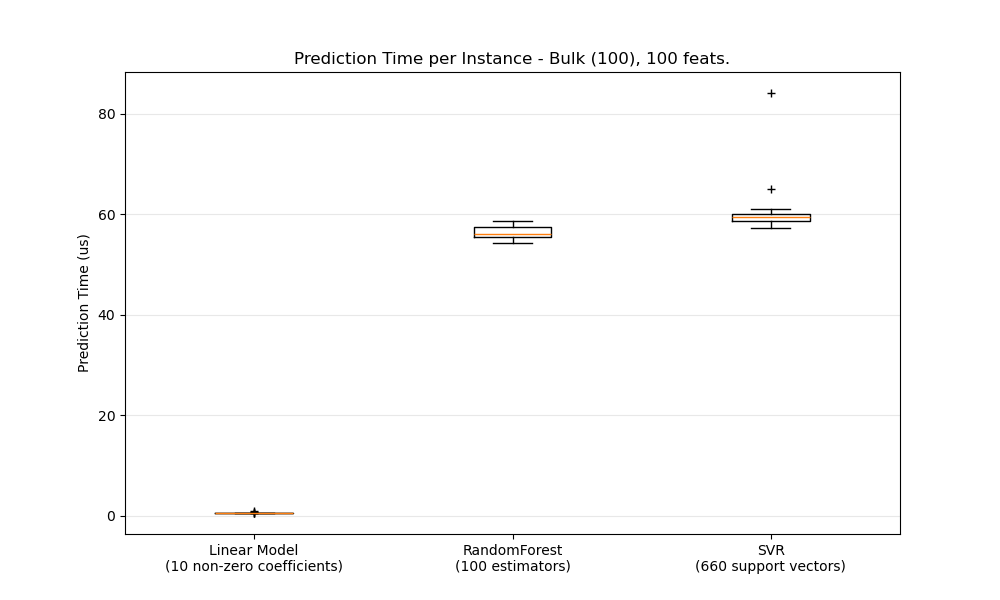 Prediction Time per Instance - Bulk (100), 100 feats.
Prediction Time (us)
80
60
40
20
0
Linear Model
(10 non-zero coefficients)
RandomForest
(100 estimators)
SVR
(660 support vectors)